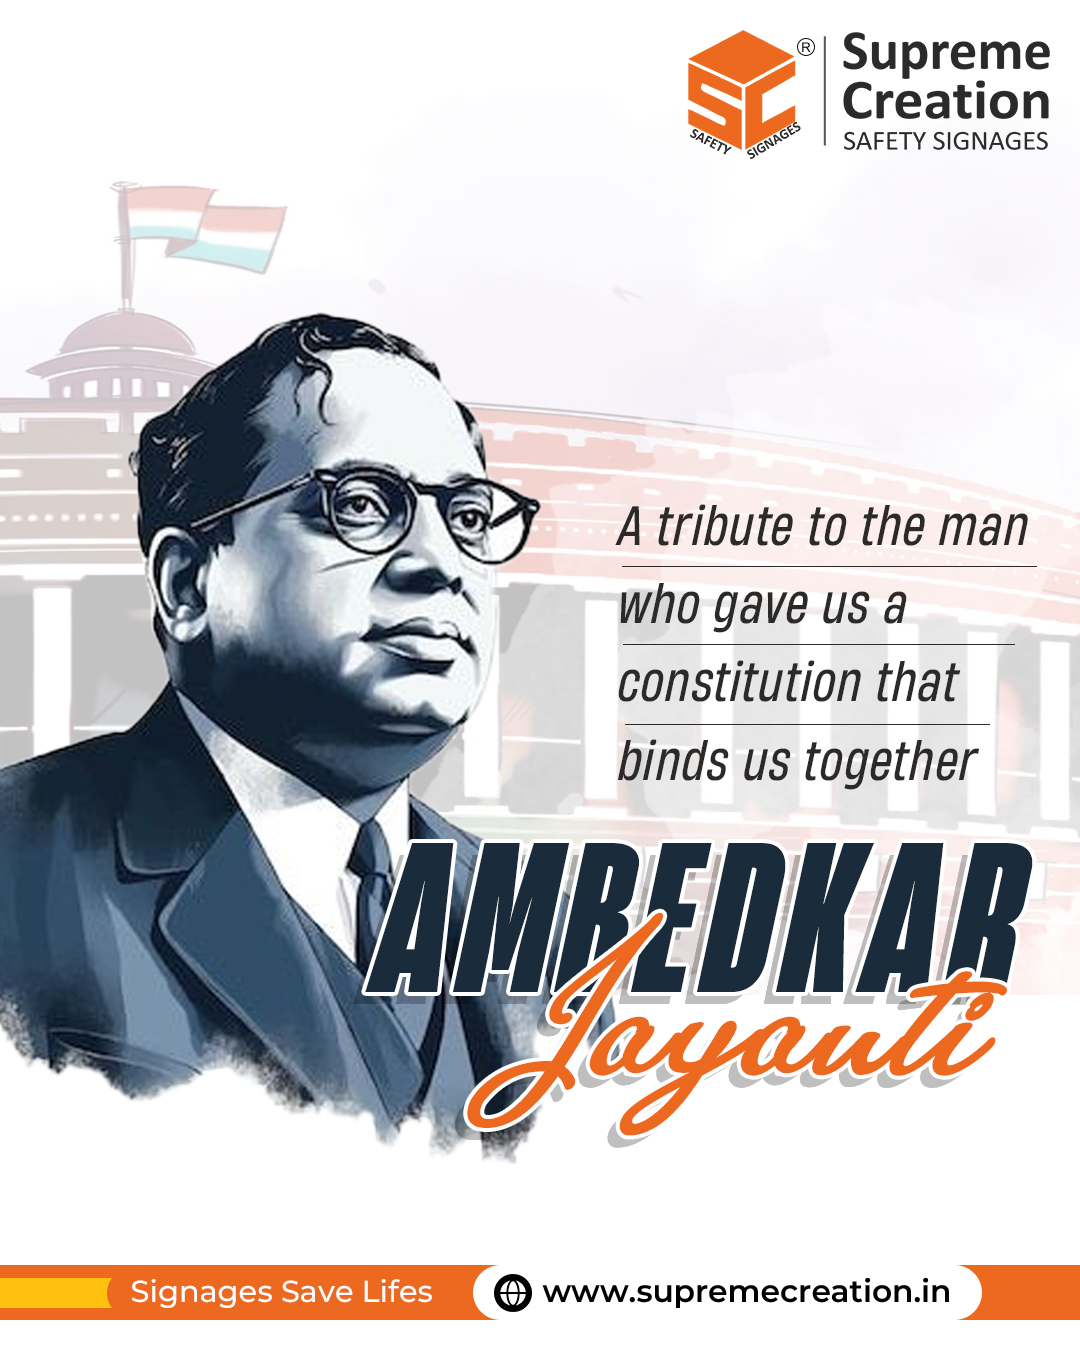 Supreme
Creation
SAFETY SIGNAGES
SC
SAFETY SIGNAGES
®
A tribute to the man
who gave us a
constitution that
binds us together
AMBEDKAR
Jayanti
Signages Save Lifes
www.supremecreation.in